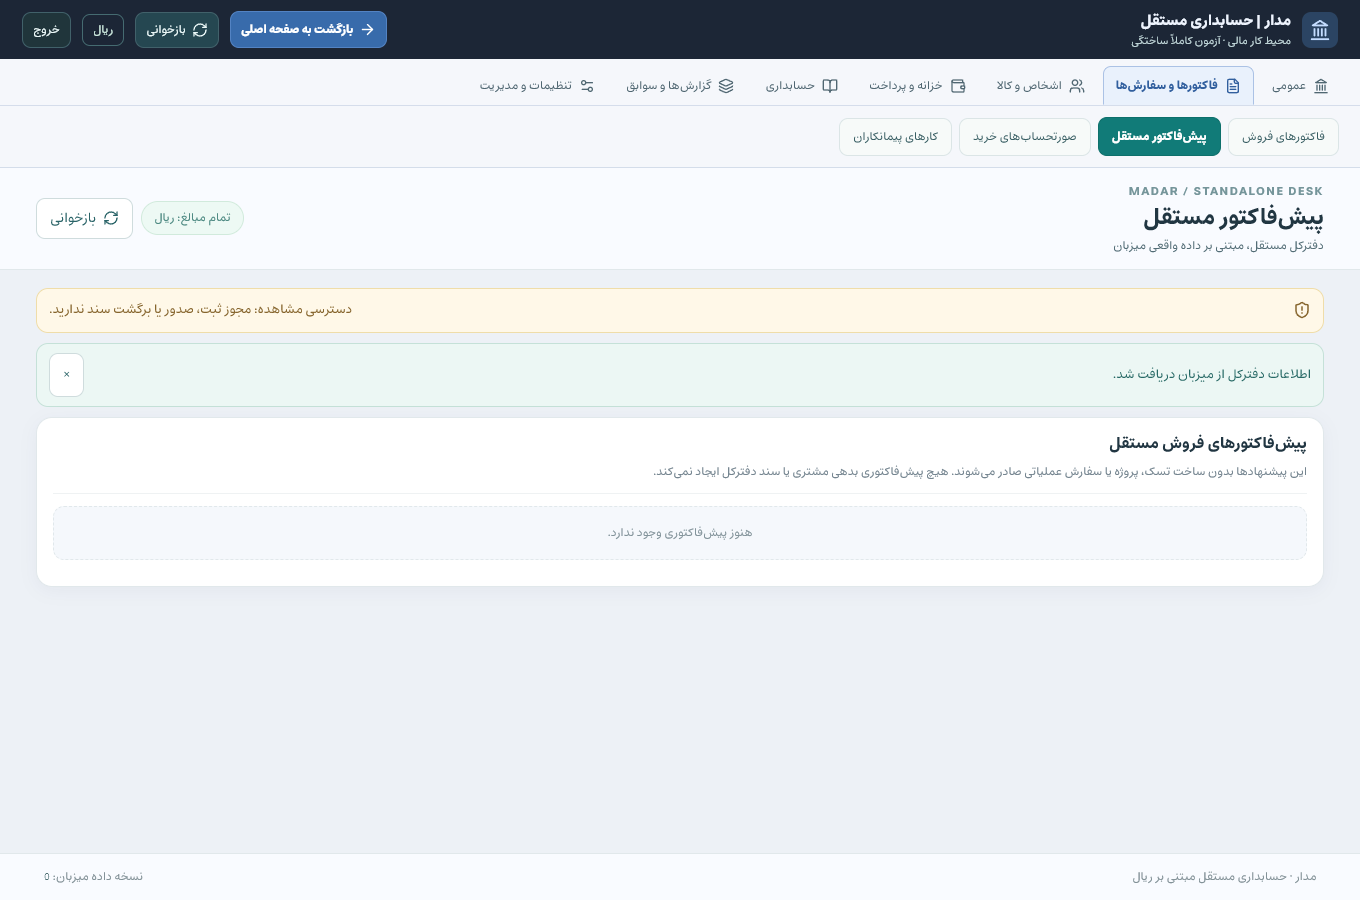 مدار | حسابداری مستقل
محیط کار مالی · آزمون کاملاً ساختگی
بازگشت به صفحه اصلی
بازخوانی
ریال
خروج
عمومی
فاکتورها و سفارش‌ها
اشخاص و کالا
خزانه و پرداخت
حسابداری
گزارش‌ها و سوابق
تنظیمات و مدیریت
فاکتورهای فروش
پیش‌فاکتور مستقل
صورتحساب‌های خرید
کارهای پیمانکاران
MADAR / STANDALONE DESK
پیش‌فاکتور مستقل
دفترکل مستقل، مبتنی بر داده واقعی میزبان
تمام مبالغ: ریال
بازخوانی
دسترسی مشاهده: مجوز ثبت، صدور یا برگشت سند ندارید.
اطلاعات دفترکل از میزبان دریافت شد.
×
پیش‌فاکتورهای فروش مستقل
این پیشنهادها بدون ساخت تسک، پروژه یا سفارش عملیاتی صادر می‌شوند. هیچ پیش‌فاکتوری بدهی مشتری یا سند دفترکل ایجاد نمی‌کند.
هنوز پیش‌فاکتوری وجود ندارد.
مدار · حسابداری مستقل مبتنی بر ریال
نسخه داده میزبان: 0